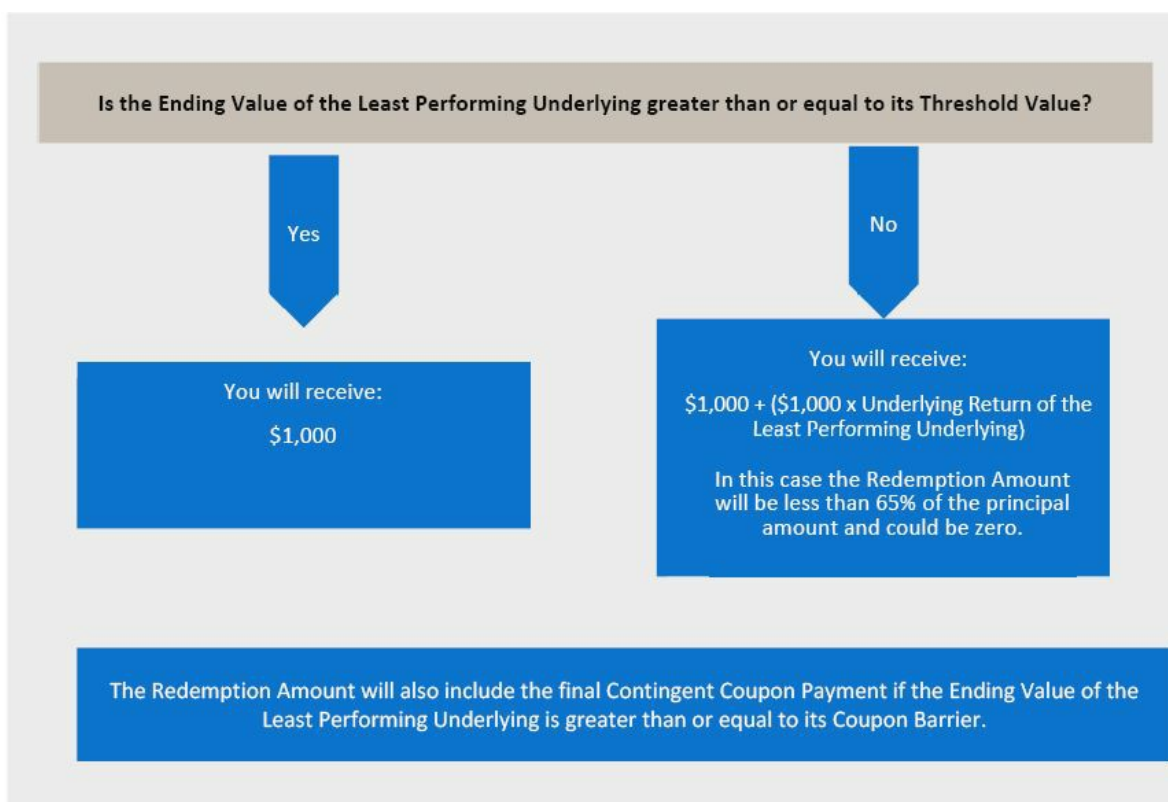 Is the Ending Value of the Least Performing Underlying greater than or equal to its Threshold Value?
Yes
No
You will receive:
$1,000
You will receive:
$1,000 + ($1,000 x Underlying Return of the
Least Performing Underlying)
In this case the Redemption Amount
will be less than 65% of the principal
amount and could be zero.
The Redemption Amount will also include the final Contingent Coupon Payment if the Ending Value of the
Least Performing Underlying is greater than or equal to its Coupon Barrier.